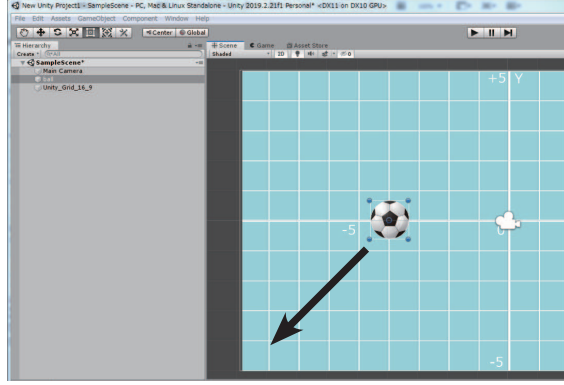 New Unity Project1 - SampleScene - PC, Mac & Linux Standalone - Unity 2019.2.21f1 Personal* <DX11 on DX10 GPU>
File Edit Assets GameObject Component Window Help
Center Global
Hierarchy
Create All
SampleScene*
Main Camera
ball
Unity_Grid_16_9
Scene Game Asset Store
Shaded 2D 0
+5 Y
-5 0
-5